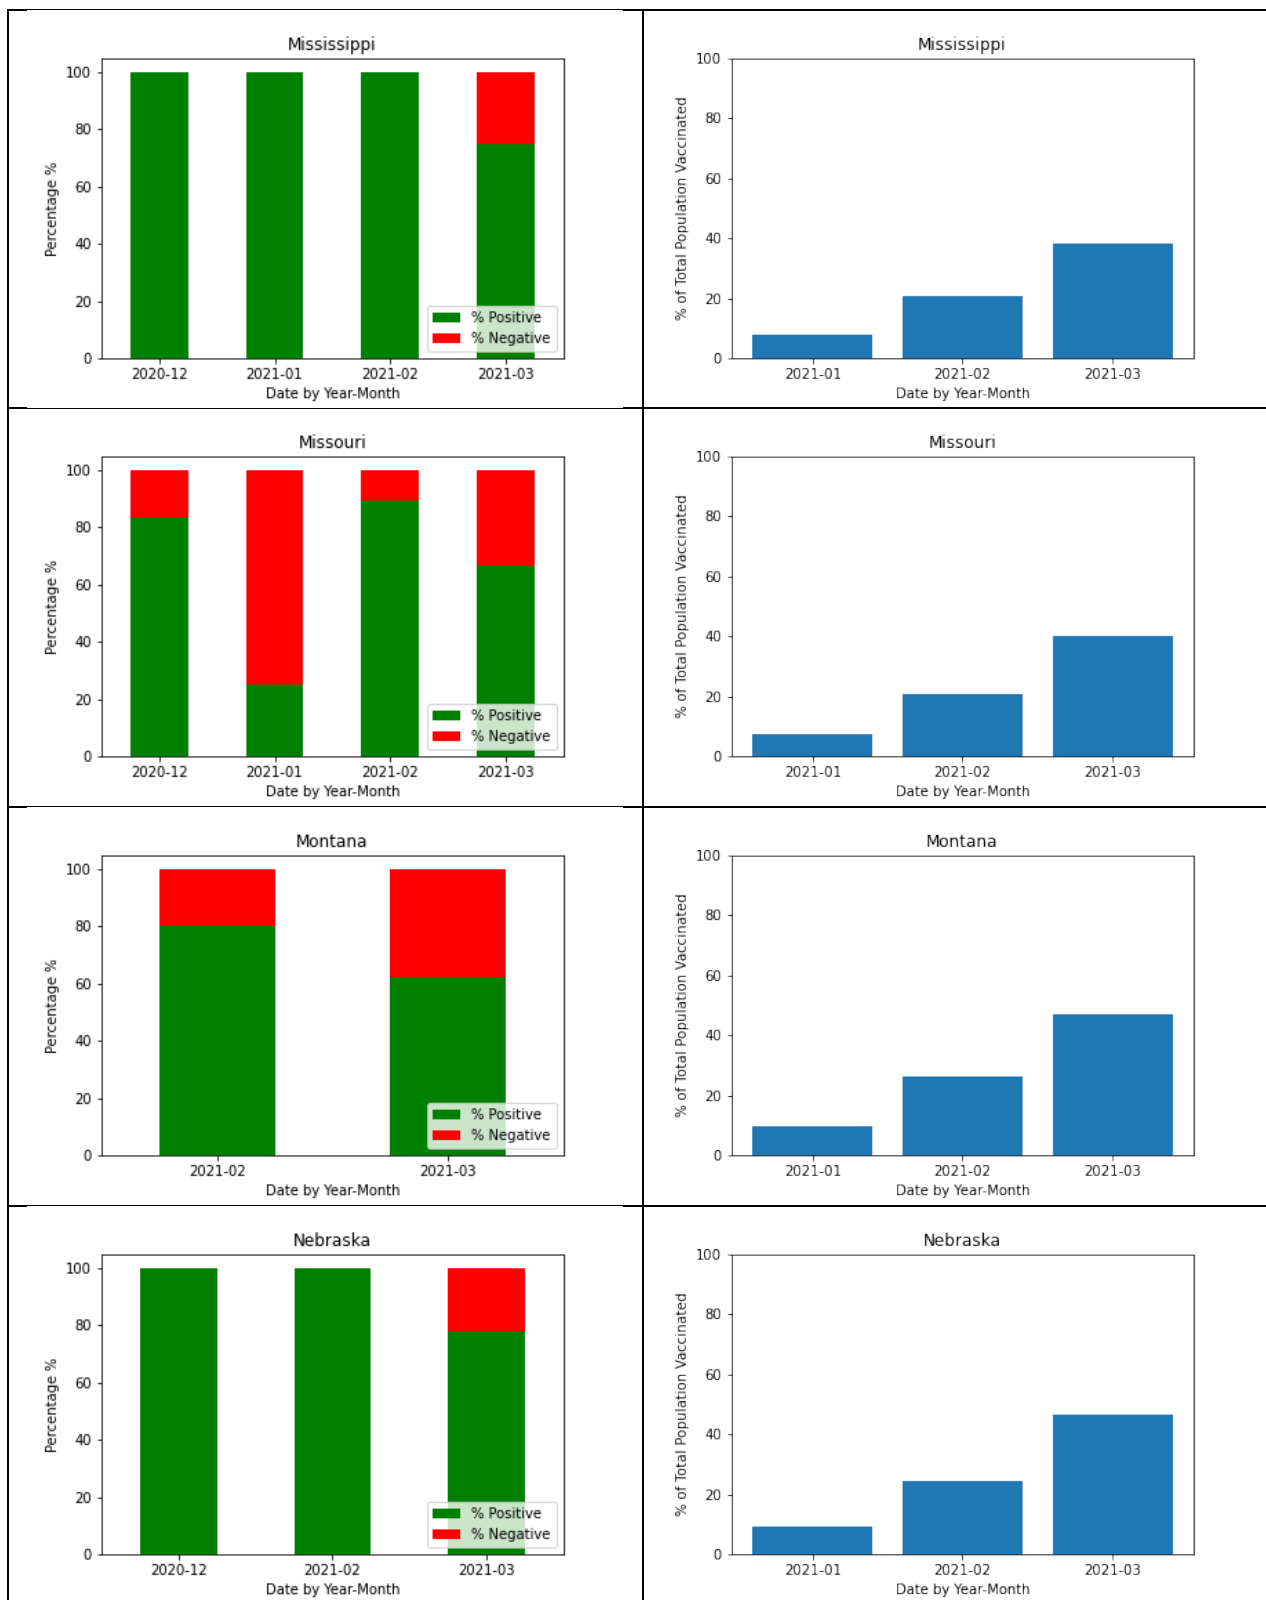 Mississippi
100
80
60
40
20
0
Percentage %
% Positive
% Negative
2020-12 2021-01 2021-02 2021-03
Date by Year-Month
Mississippi
100
80
60
40
20
0
% of Total Population Vaccinated
2021-01 2021-02 2021-03
Date by Year-Month
Missouri
100
80
60
40
20
0
Percentage %
% Positive
% Negative
2020-12 2021-01 2021-02 2021-03
Date by Year-Month
Missouri
100
80
60
40
20
0
% of Total Population Vaccinated
2021-01 2021-02 2021-03
Date by Year-Month
Montana
100
80
60
40
20
0
Percentage %
% Positive
% Negative
2021-02 2021-03
Date by Year-Month
Montana
100
80
60
40
20
0
% of Total Population Vaccinated
2021-01 2021-02 2021-03
Date by Year-Month
Nebraska
100
80
60
40
20
0
Percentage %
% Positive
% Negative
2020-12 2021-02 2021-03
Date by Year-Month
Nebraska
100
80
60
40
20
0
% of Total Population Vaccinated
2021-01 2021-02 2021-03
Date by Year-Month